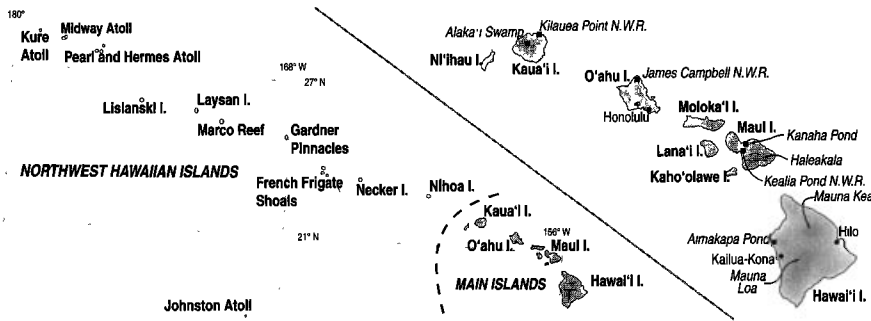 180°
Kure
Atoll
Midway Atoll
Pearl and Hermes Atoll
168° W
27° N
Lisianski I.
Laysan I.
Marco Reef
Gardner
Pinnacles
NORTHWEST HAWAIIAN ISLANDS
French Frigate
Shoals
Necker I.
Nihoa I.
Kaua'i I.
21° N
O'ahu I.
156° W
Maui I.
MAIN ISLANDS
Hawai'i I.
Johnston Atoll
Alaka'i Swamp
Kilauea Point N.W.R.
Ni'ihau I.
Kaua'i I.
O'ahu I.
James Campbell N.W.R.
Honolulu
Moloka'i I.
Maui I.
Kanaha Pond
Lana'i I.
Haleakala
Kaho'olawe I.
Kealia Pond N.W.R.
Mauna Kea
Aimakapa Pond
Hilo
Kailua-Kona
Mauna
Loa
Hawai'i I.